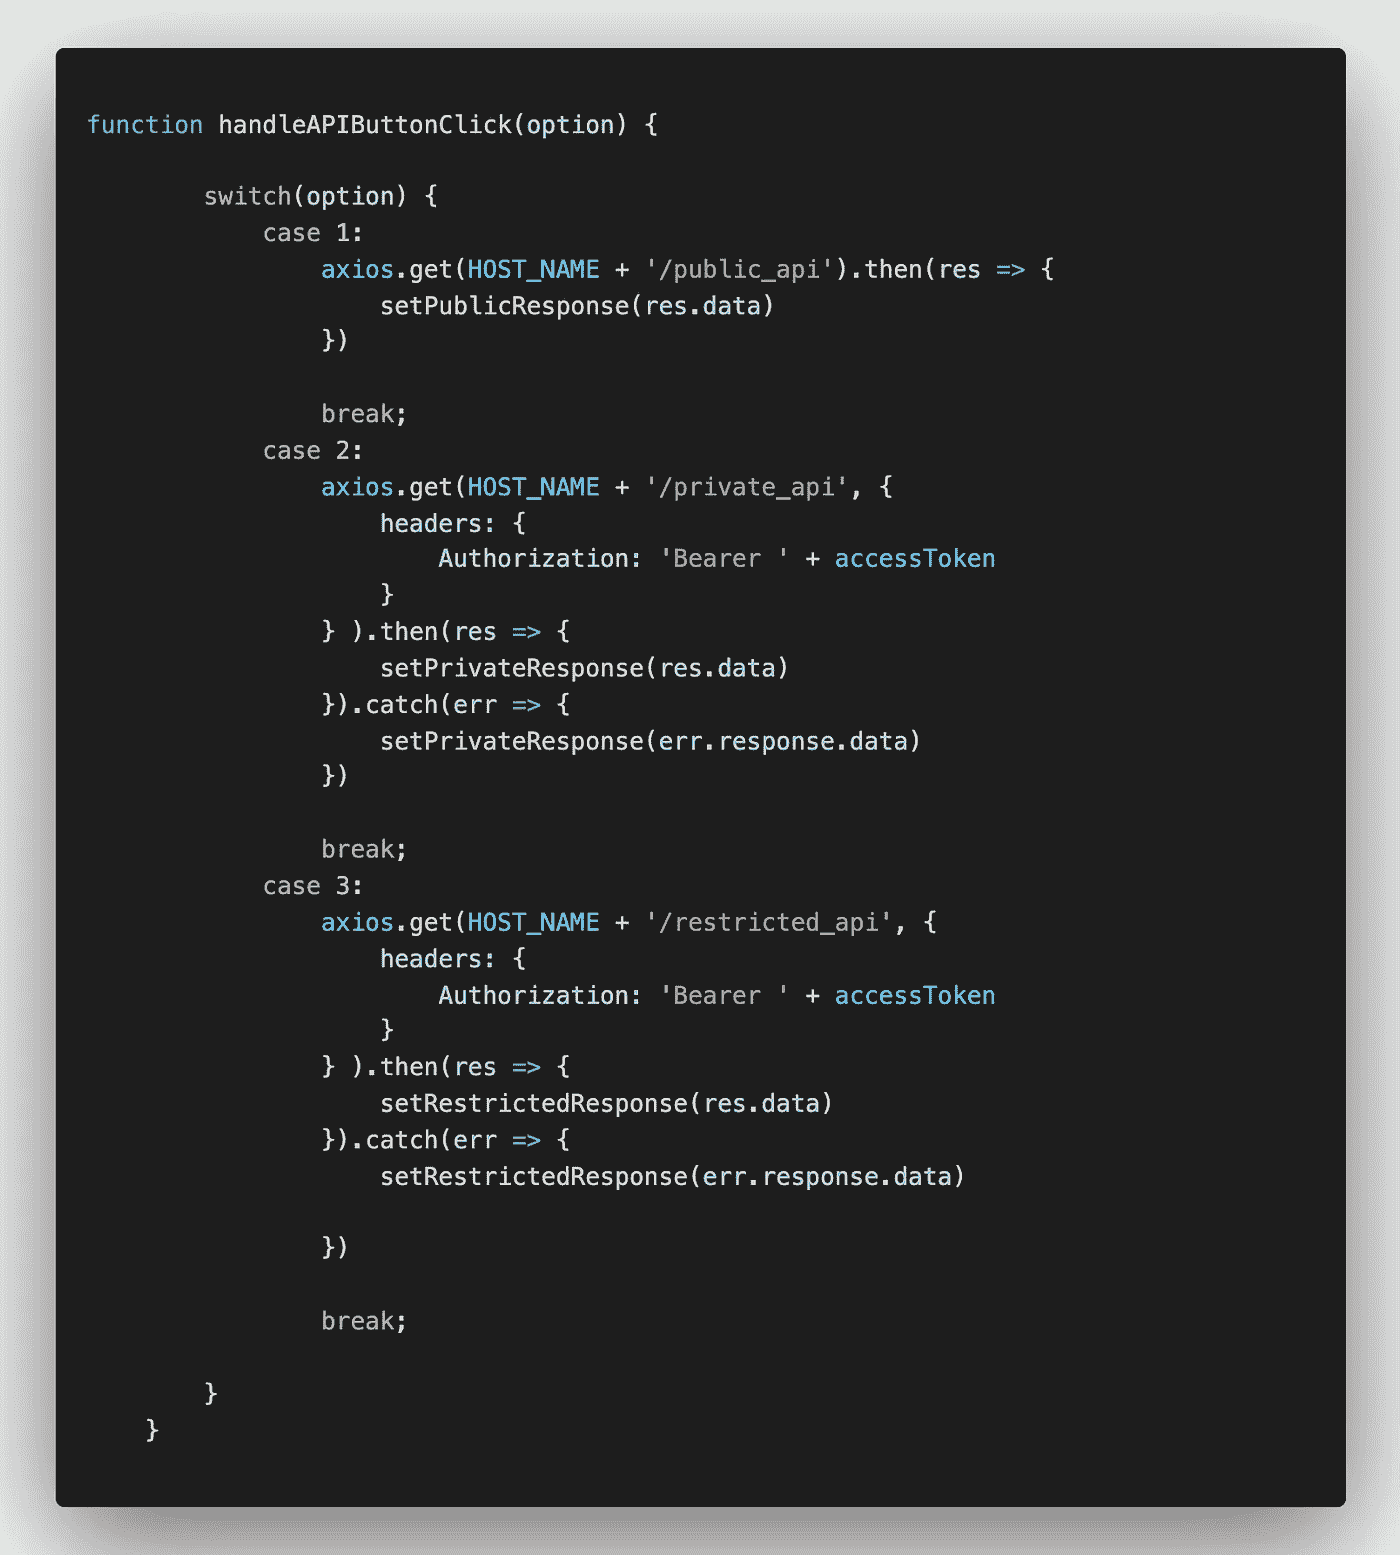 function handleAPIButtonClick(option) {
switch(option) {
case 1:
axios.get(HOST_NAME + '/public_api').then(res => {
setPublicResponse(res.data)
})
break;
case 2:
axios.get(HOST_NAME + '/private_api', {
headers: {
Authorization: 'Bearer ' + accessToken
}
} ).then(res => {
setPrivateResponse(res.data)
}).catch(err => {
setPrivateResponse(err.response.data)
})
break;
case 3:
axios.get(HOST_NAME + '/restricted_api', {
headers: {
Authorization: 'Bearer ' + accessToken
}
} ).then(res => {
setRestrictedResponse(res.data)
}).catch(err => {
setRestrictedResponse(err.response.data)
})
break;
}
}